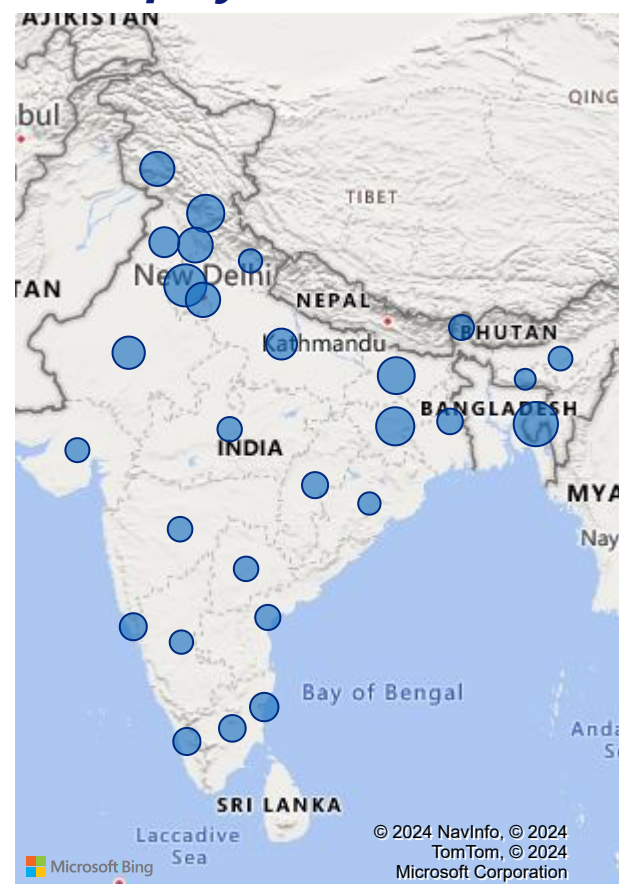 AJIKISTAN
QING
bul
TIBET
New Delhi
TAN
NEPAL
BHUTAN
Kathmandu
BANGLADESH
INDIA
MYA
Nay
Bay of Bengal
Anda
S
SRI LANKA
Laccadive
Sea
© 2024 NavInfo, © 2024
TomTom, © 2024
Microsoft Corporation
Microsoft Bing